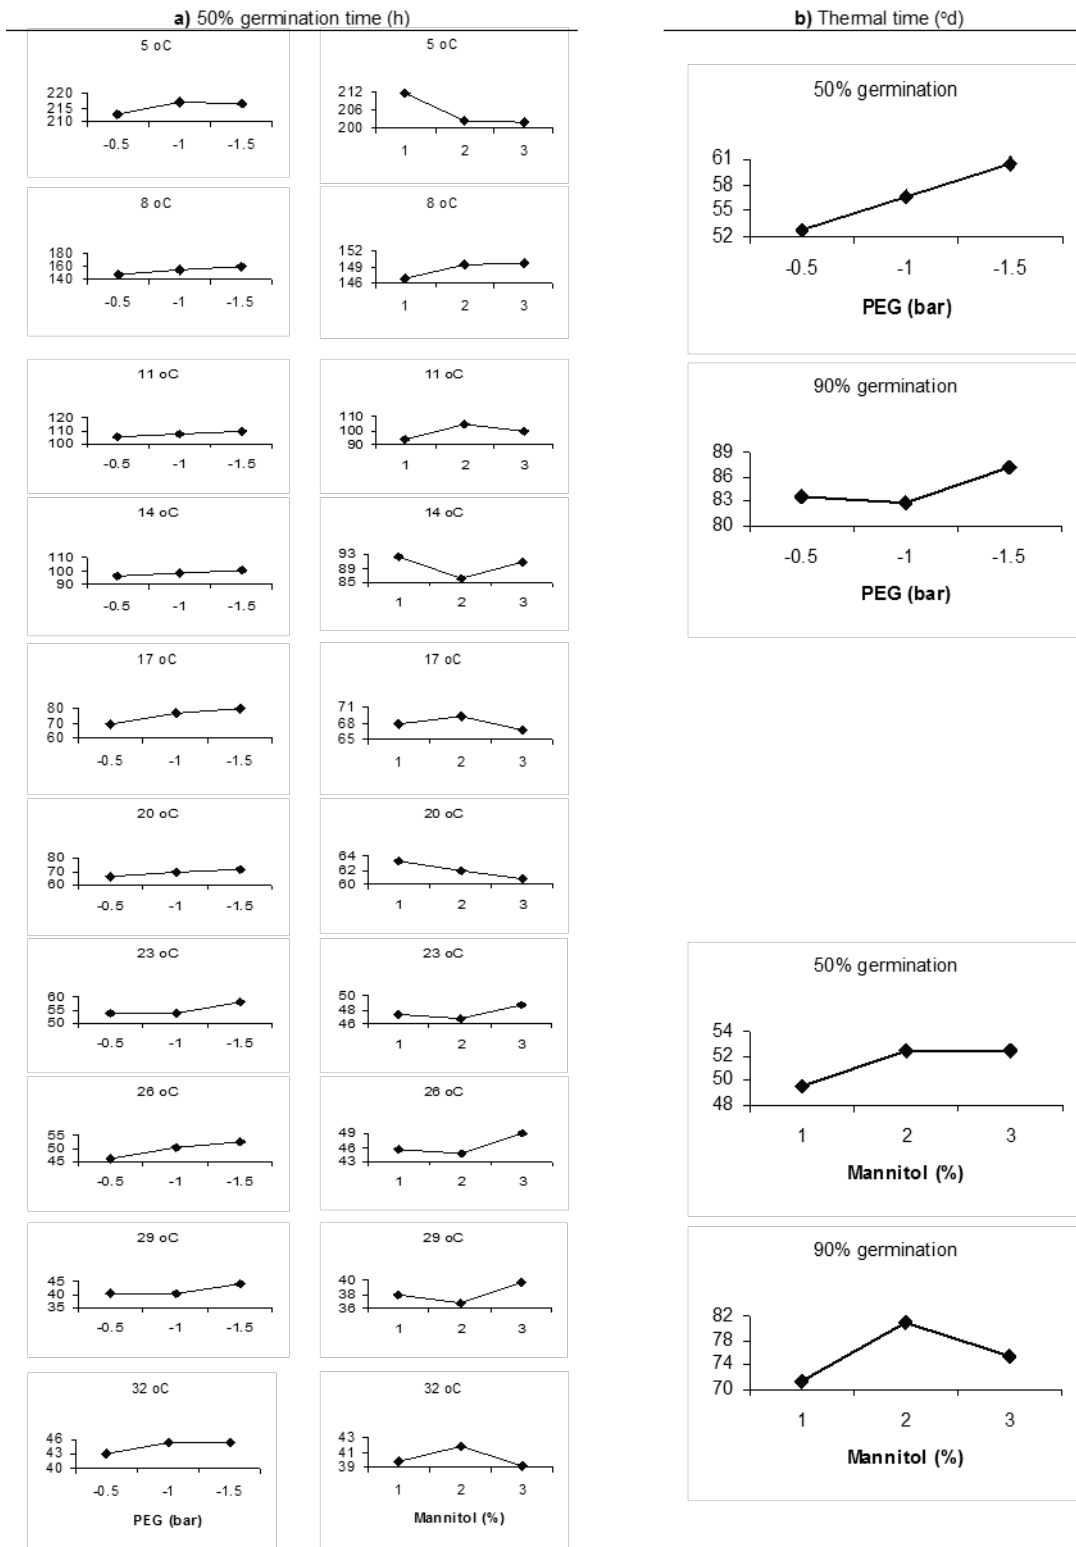 a) 50% germination time (h)
b) Thermal time (ºd)
5 oC
220
215
210
-0.5 -1 -1.5
5 oC
212
206
200
1 2 3
8 oC
180
160
140
-0.5 -1 -1.5
8 oC
152
149
146
1 2 3
11 oC
120
110
100
-0.5 -1 -1.5
11 oC
110
100
90
1 2 3
14 oC
110
100
90
-0.5 -1 -1.5
14 oC
93
89
85
1 2 3
17 oC
80
70
60
-0.5 -1 -1.5
17 oC
71
68
65
1 2 3
20 oC
80
70
60
-0.5 -1 -1.5
20 oC
64
62
60
1 2 3
23 oC
60
55
50
-0.5 -1 -1.5
23 oC
50
48
46
1 2 3
26 oC
55
50
45
-0.5 -1 -1.5
26 oC
49
46
43
1 2 3
29 oC
45
40
35
-0.5 -1 -1.5
29 oC
40
38
36
1 2 3
32 oC
46
43
40
-0.5 -1 -1.5
PEG (bar)
32 oC
43
41
39
1 2 3
Mannitol (%)
50% germination
61
58
55
52
-0.5 -1 -1.5
PEG (bar)
90% germination
89
86
83
80
-0.5 -1 -1.5
PEG (bar)
50% germination
54
52
50
48
1 2 3
Mannitol (%)
90% germination
82
78
74
70
1 2 3
Mannitol (%)